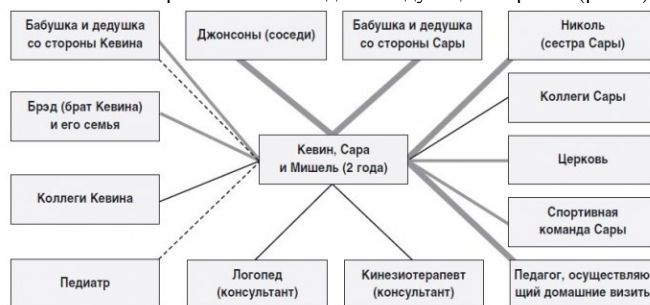 Бабушка и дедушка
со стороны Кевина
Джонсоны (соседи)
Бабушка и дедушка
со стороны Сары
Николь
(сестра Сары)
Брэд (брат Кевина)
и его семья
Коллеги Сары
Кевин, Сара
и Мишель (2 года)
Церковь
Коллеги Кевина
Спортивная
команда Сары
Педиатр
Логопед
(консультант)
Кинезиотерапевт
(консультант)
Педагог, осуществляю
щий домашние визиты